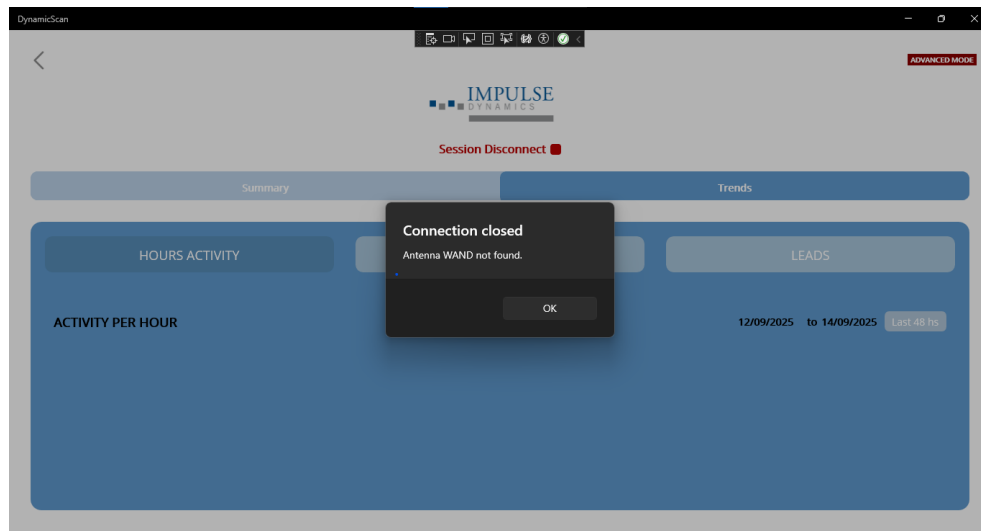 DynamicScan
ADVANCED MODE
IMPULSE
DYNAMICS
Session Disconnect
Summary
Trends
Connection closed
Antenna WAND not found.
OK
HOURS ACTIVITY
LEADS
ACTIVITY PER HOUR
12/09/2025 to 14/09/2025 Last 48 hs